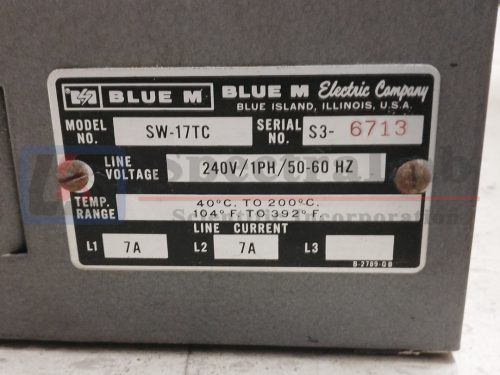 BLUE M BLUE M Electric Company
BLUE ISLAND, ILLINOIS, U.S.A.
MODEL NO. SW-17TC SERIAL NO. S3- 6713
LINE VOLTAGE 240V/1PH/50-60 HZ
TEMP. RANGE 40°C. TO 200°C.
104°F. TO 392°F.
LINE CURRENT
L1 7A L2 7A L3
B-2789-QB